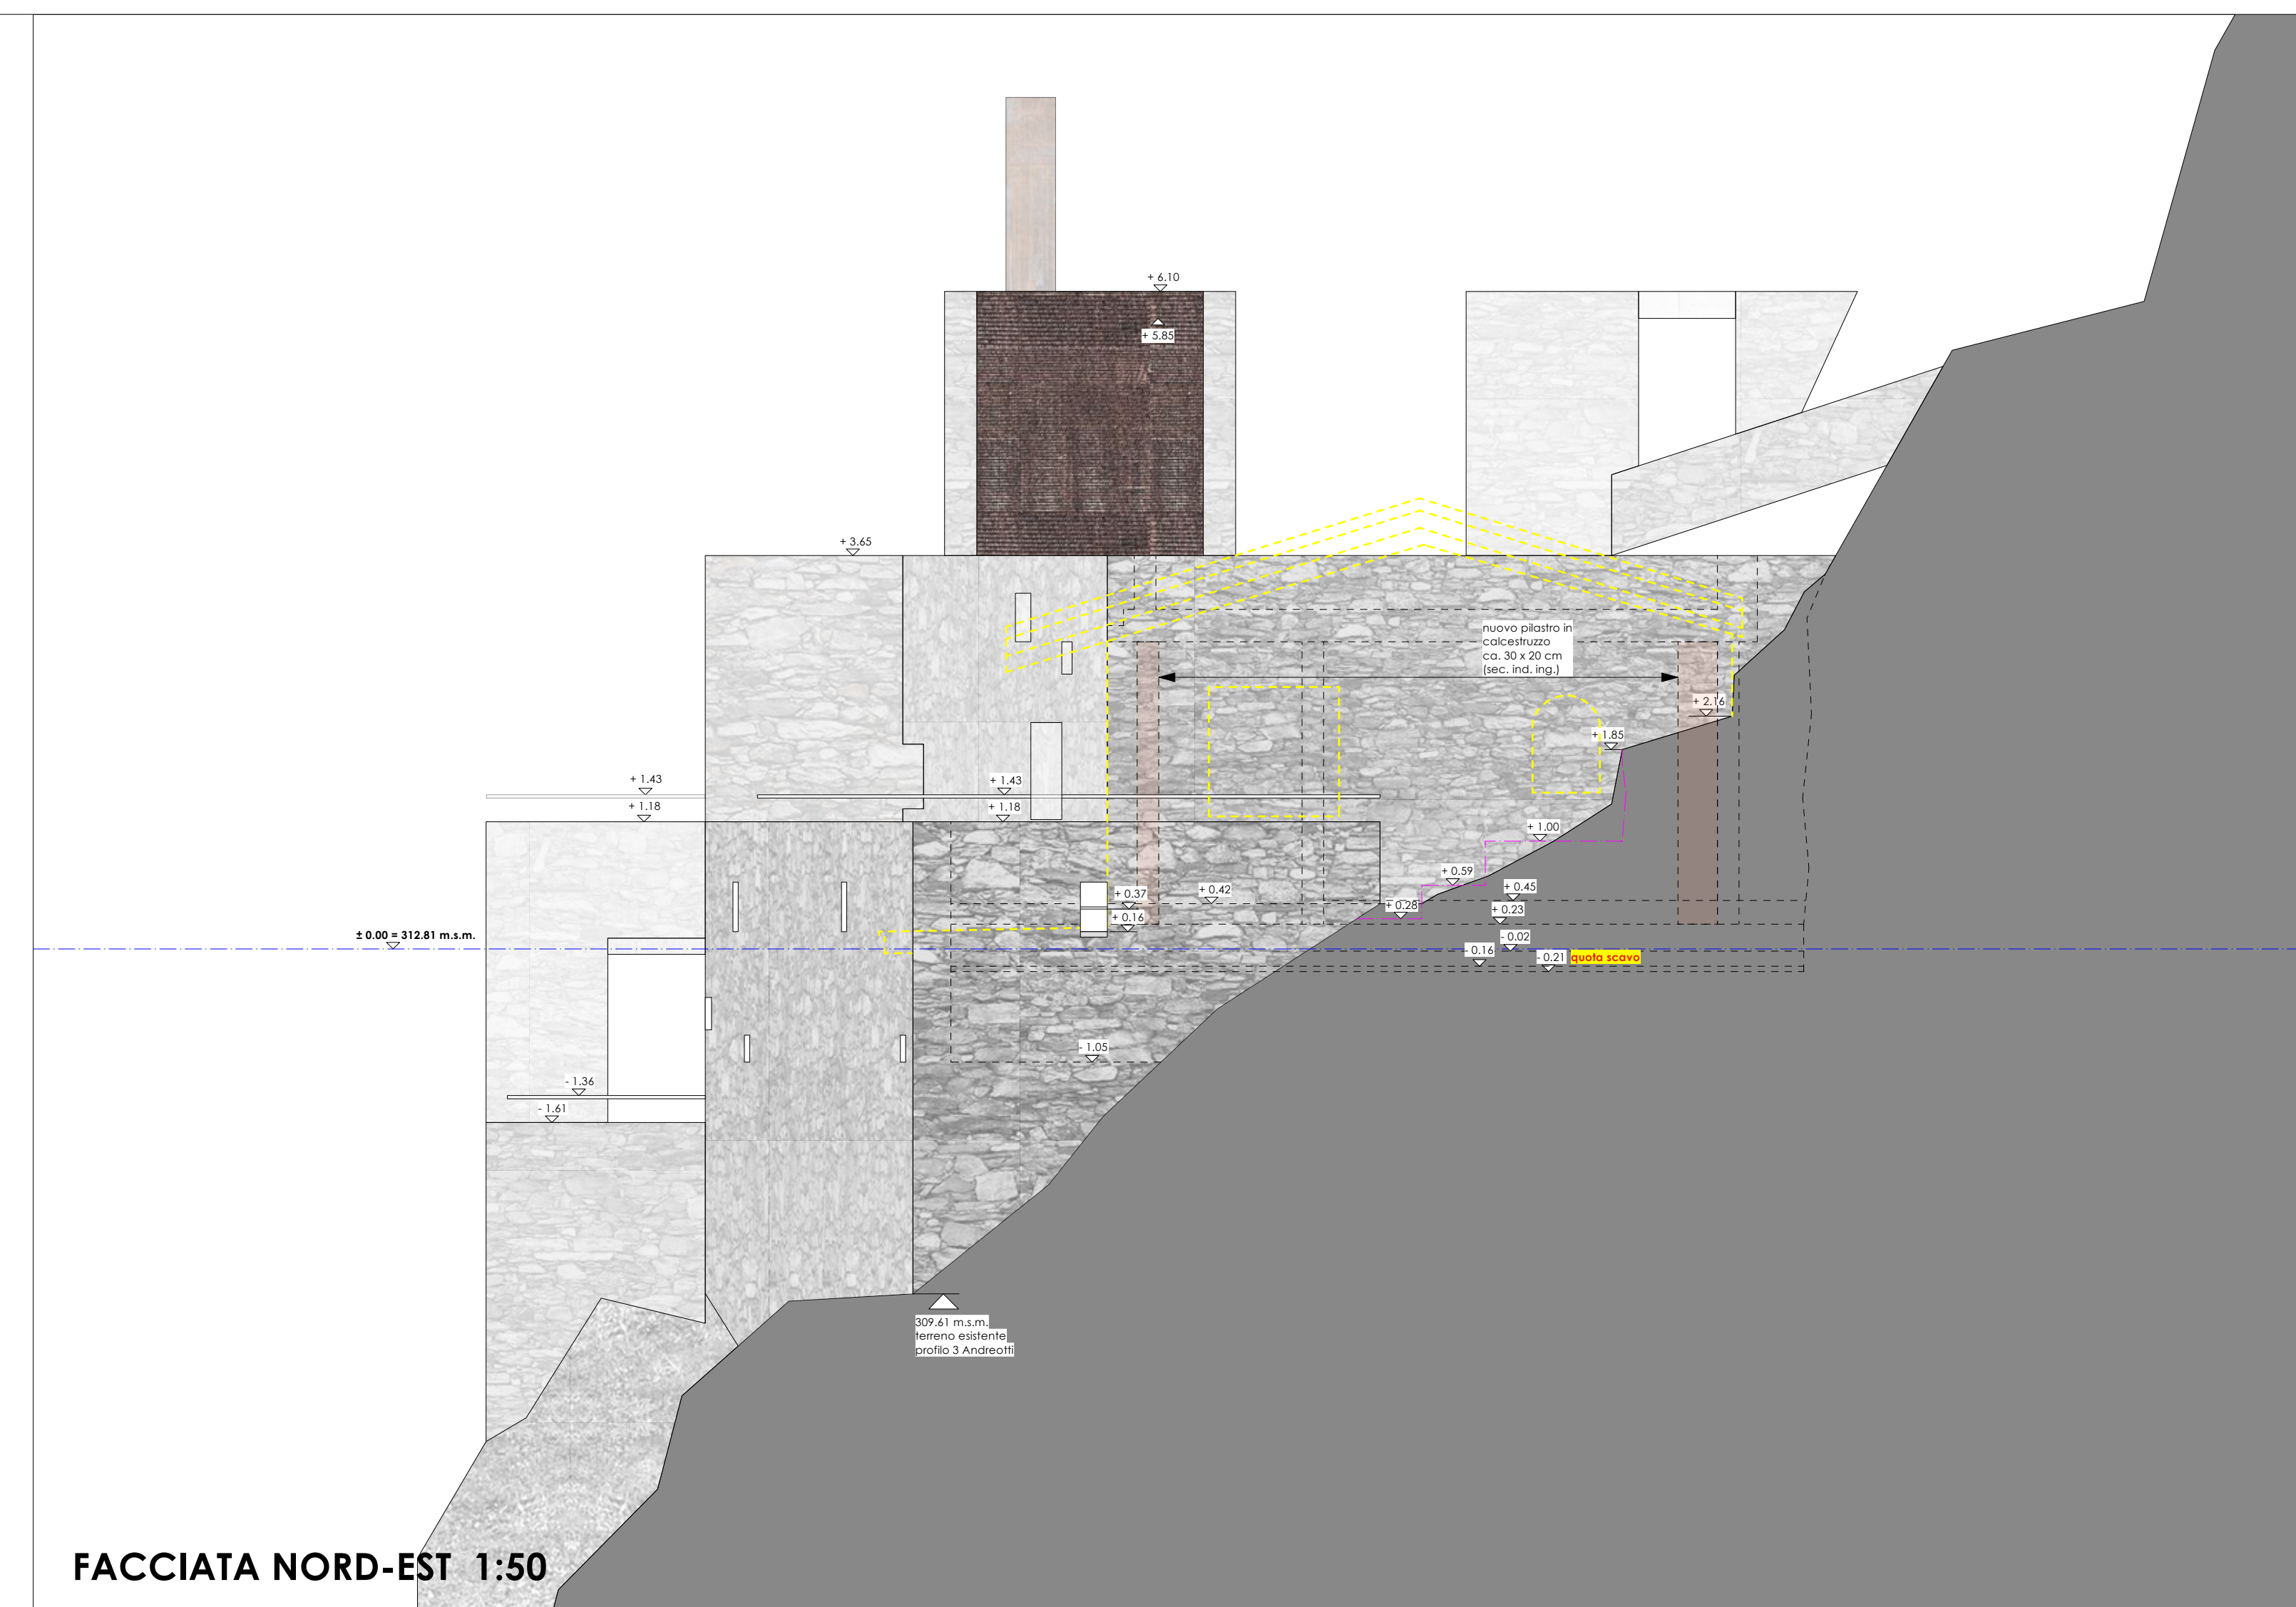 + 6.10
+ 5.85
+ 3.65
nuovo pilastro in
calcestruzzo
ca. 30 x 20 cm
(sec. ind. ing.)
+ 2.16
+ 1.85
+ 1.43
+ 1.43
+ 1.18
+ 1.18
+ 1.00
+ 0.59
+ 0.45
+ 0.37
+ 0.42
+ 0.28
+ 0.23
+ 0.16
± 0.00 = 312.81 m.s.m.
- 0.02
- 0.16
- 0.21 quota scavo
- 1.05
- 1.36
- 1.61
309.61 m.s.m.
terreno esistente
profilo 3 Andreotti
FACCIATA NORD-EST 1:50